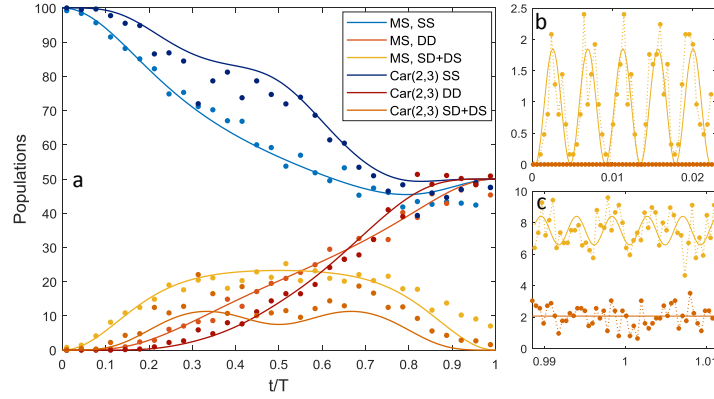 a
Populations
100
90
80
70
60
50
40
30
20
10
0
0 0.1 0.2 0.3 0.4 0.5 0.6 0.7 0.8 0.9 1
t/T
MS, SS
MS, DD
MS, SD+DS
Car(2,3) SS
Car(2,3) DD
Car(2,3) SD+DS
b
2.5
2
1.5
1
0.5
0
0 0.01 0.02
c
10
8
6
4
2
0
0.99 1 1.01